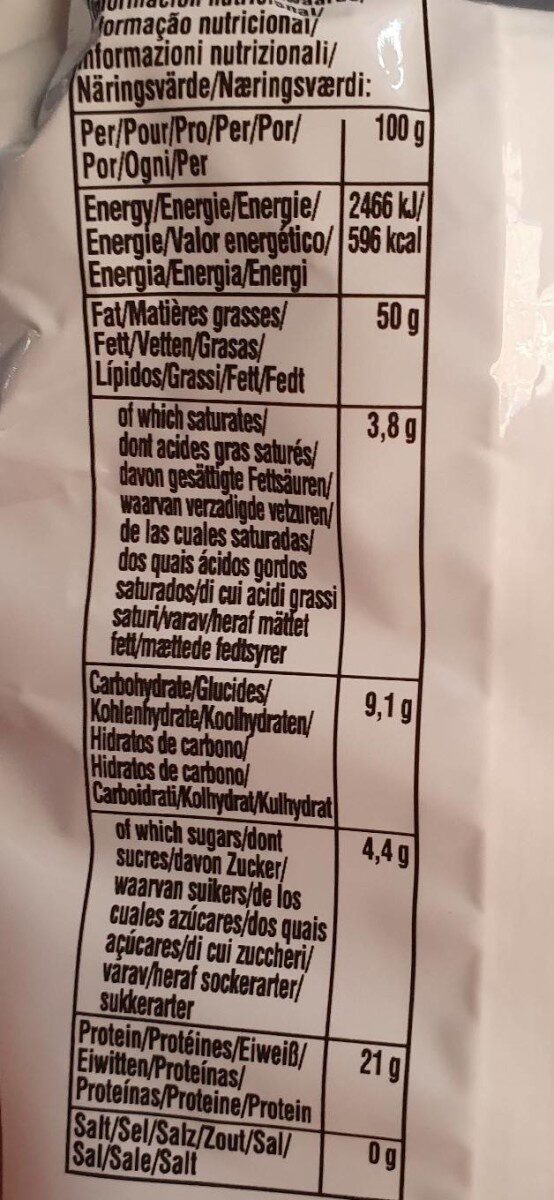 formação nutricional/
nformazioni nutrizionali/
Näringsvärde/Næringsværdi:
Per/Pour/Pro/Per/Por/ 100 g
Por/Ogni/Per
Energy/Energie/Energie/ 2466 kJ/
Energie/Valor energético/ 596 kcal
Energia/Energia/Energi
Fat/Matières grasses/ 50 g
Fett/Vetten/Grasas/
Lípidos/Grassi/Fett/Fedt
of which saturates/ 3,8 g
dont acides gras saturés/
davon gesättigte Fettsäuren/
waarvan verzadigde vetzuren/
de las cuales saturadas/
dos quais ácidos gordos
saturados/di cui acidi grassi
saturi/varav/heraf mättet
fett/mættede fedtsyrer
Carbohydrate/Glucides/ 9,1 g
Kohlenhydrate/Koolhydraten/
Hidratos de carbono/
Hidratos de carbono/
Carboidrati/Kolhydrat/Kulhydrat
of which sugars/dont 4,4 g
sucres/davon Zucker/
waarvan suikers/de los
cuales azúcares/dos quais
açúcares/di cui zuccheri/
varav/heraf sockerarter/
sukkerarter
Protein/Protéines/Eiweiß/ 21 g
Eiwitten/Proteínas/
Proteínas/Proteine/Protein
Salt/Sel/Salz/Zout/Sal/ 0 g
Sal/Sale/Salt